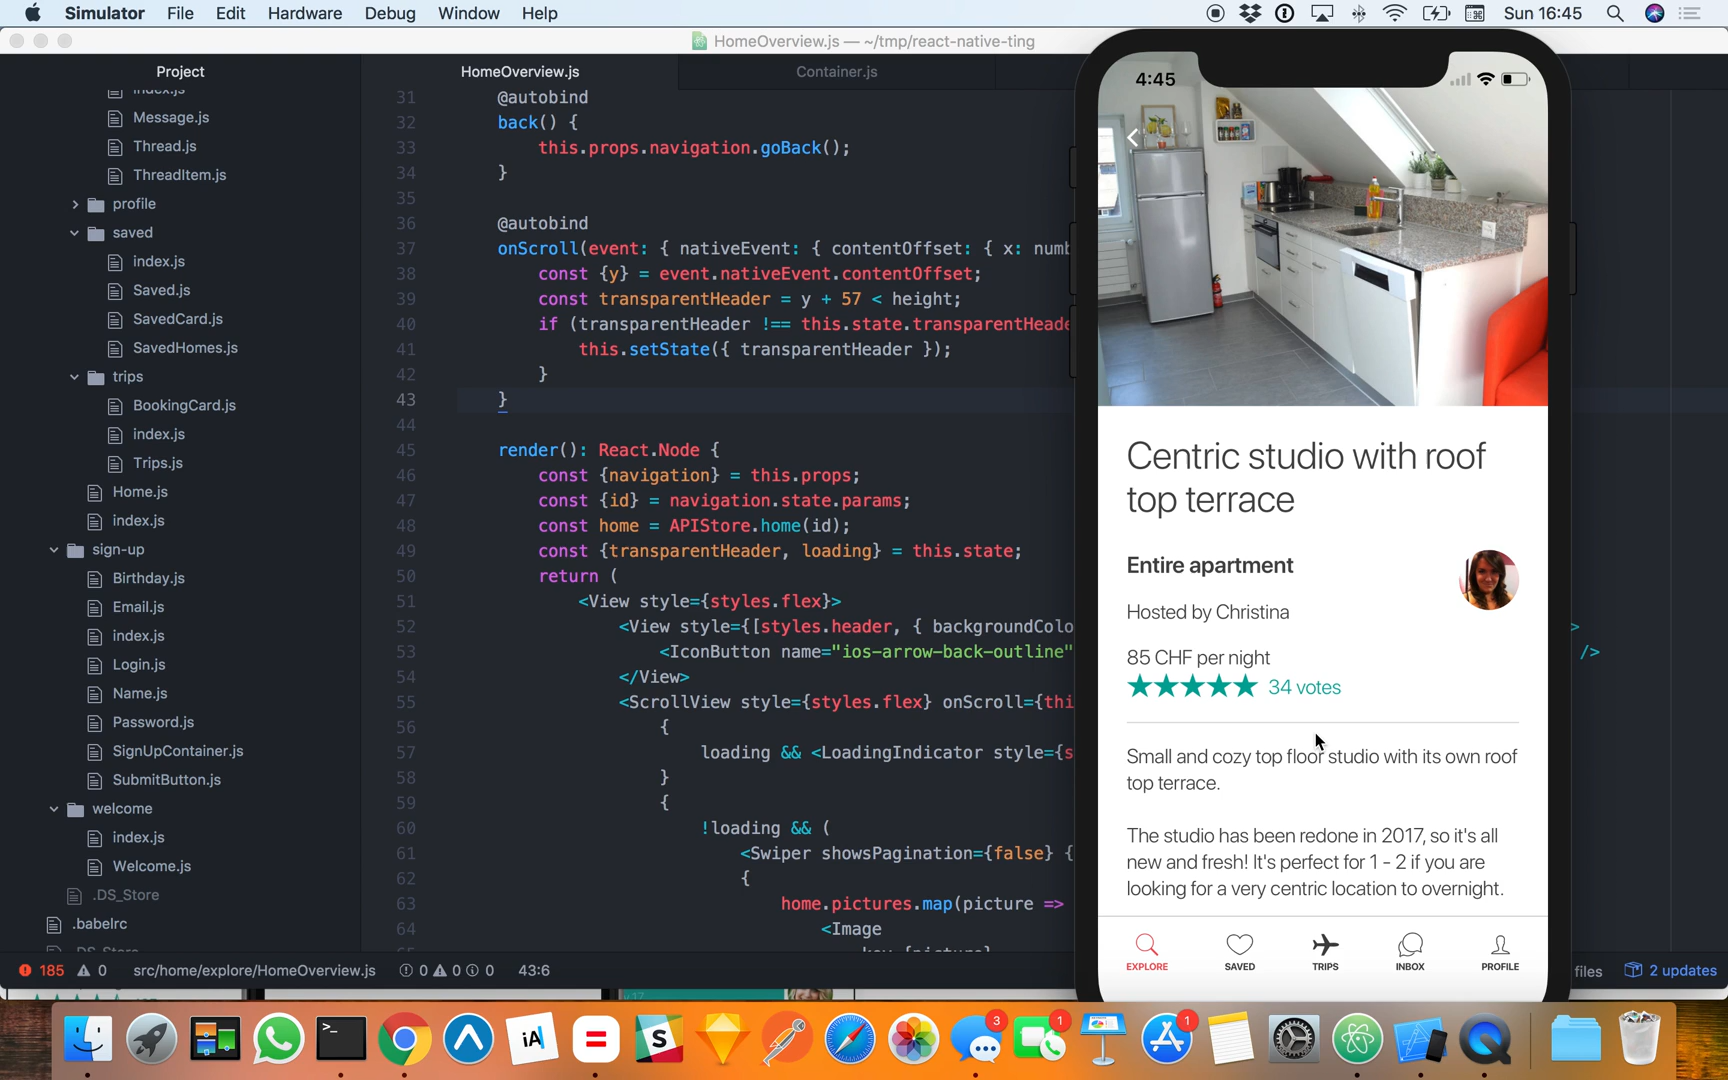 Simulator File Edit Hardware Debug Window Help
Sun 16:45
HomeOverview.js — ~/tmp/react-native-ting
Project
HomeOverview.js
Container.js
index.js
Message.js
Thread.js
ThreadItem.js
profile
saved
index.js
Saved.js
SavedCard.js
SavedHomes.js
trips
BookingCard.js
index.js
Trips.js
Home.js
index.js
sign-up
Birthday.js
Email.js
index.js
Login.js
Name.js
Password.js
SignUpContainer.js
SubmitButton.js
welcome
index.js
Welcome.js
.DS_Store
.babelrc
.DS_Store
31 @autobind
32 back() {
33 this.props.navigation.goBack();
34 }
35
36 @autobind
37 onScroll(event: { nativeEvent: { contentOffset: { x: numb
38 const {y} = event.nativeEvent.contentOffset;
39 const transparentHeader = y + 57 < height;
40 if (transparentHeader !== this.state.transparentHeade
41 this.setState({ transparentHeader });
42 }
43 }
44
45 render(): React.Node {
46 const {navigation} = this.props;
47 const {id} = navigation.state.params;
48 const home = APIStore.home(id);
49 const {transparentHeader, loading} = this.state;
50 return (
51 <View style={styles.flex}>
52 <View style={[styles.header, { backgroundColo
>
53 <IconButton name="ios-arrow-back-outline"
/>
54 </View>
55 <ScrollView style={styles.flex} onScroll={thi
56 {
57 loading && <LoadingIndicator style={s
58 }
59 {
60 !loading && (
61 <Swiper showsPagination={false} {
62 {
63 home.pictures.map(picture =>
64 <Image
65 key={picture}
4:45
Centric studio with roof
top terrace
Entire apartment
Hosted by Christina
85 CHF per night
34 votes
Small and cozy top floor studio with its own roof
top terrace.
The studio has been redone in 2017, so it's all
new and fresh! It's perfect for 1 - 2 if you are
looking for a very centric location to overnight.
EXPLORE SAVED TRIPS INBOX PROFILE
185 0 src/home/explore/HomeOverview.js 0 0 0 43:6
files 2 updates
>_
iA
S
3
1
1